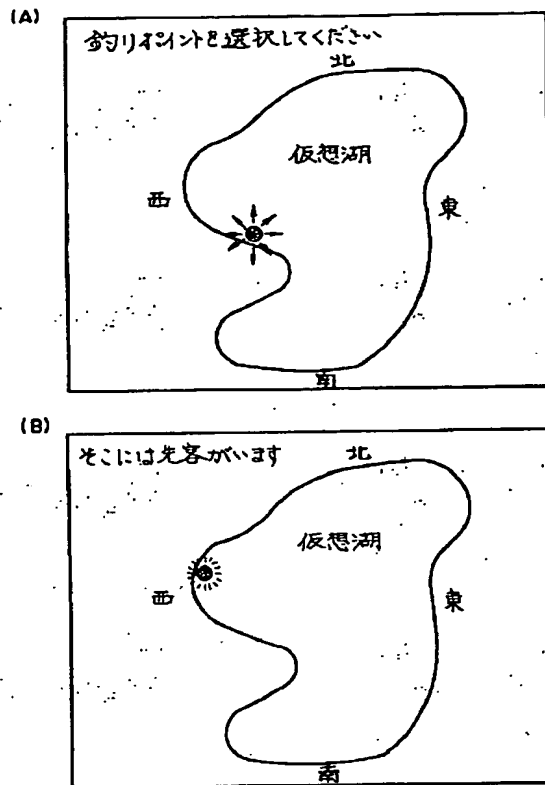 (A)
釣りポイントを選択してください
北
仮想湖
西
東
南
(B)
そこには先客がいます
北
仮想湖
西
東
南